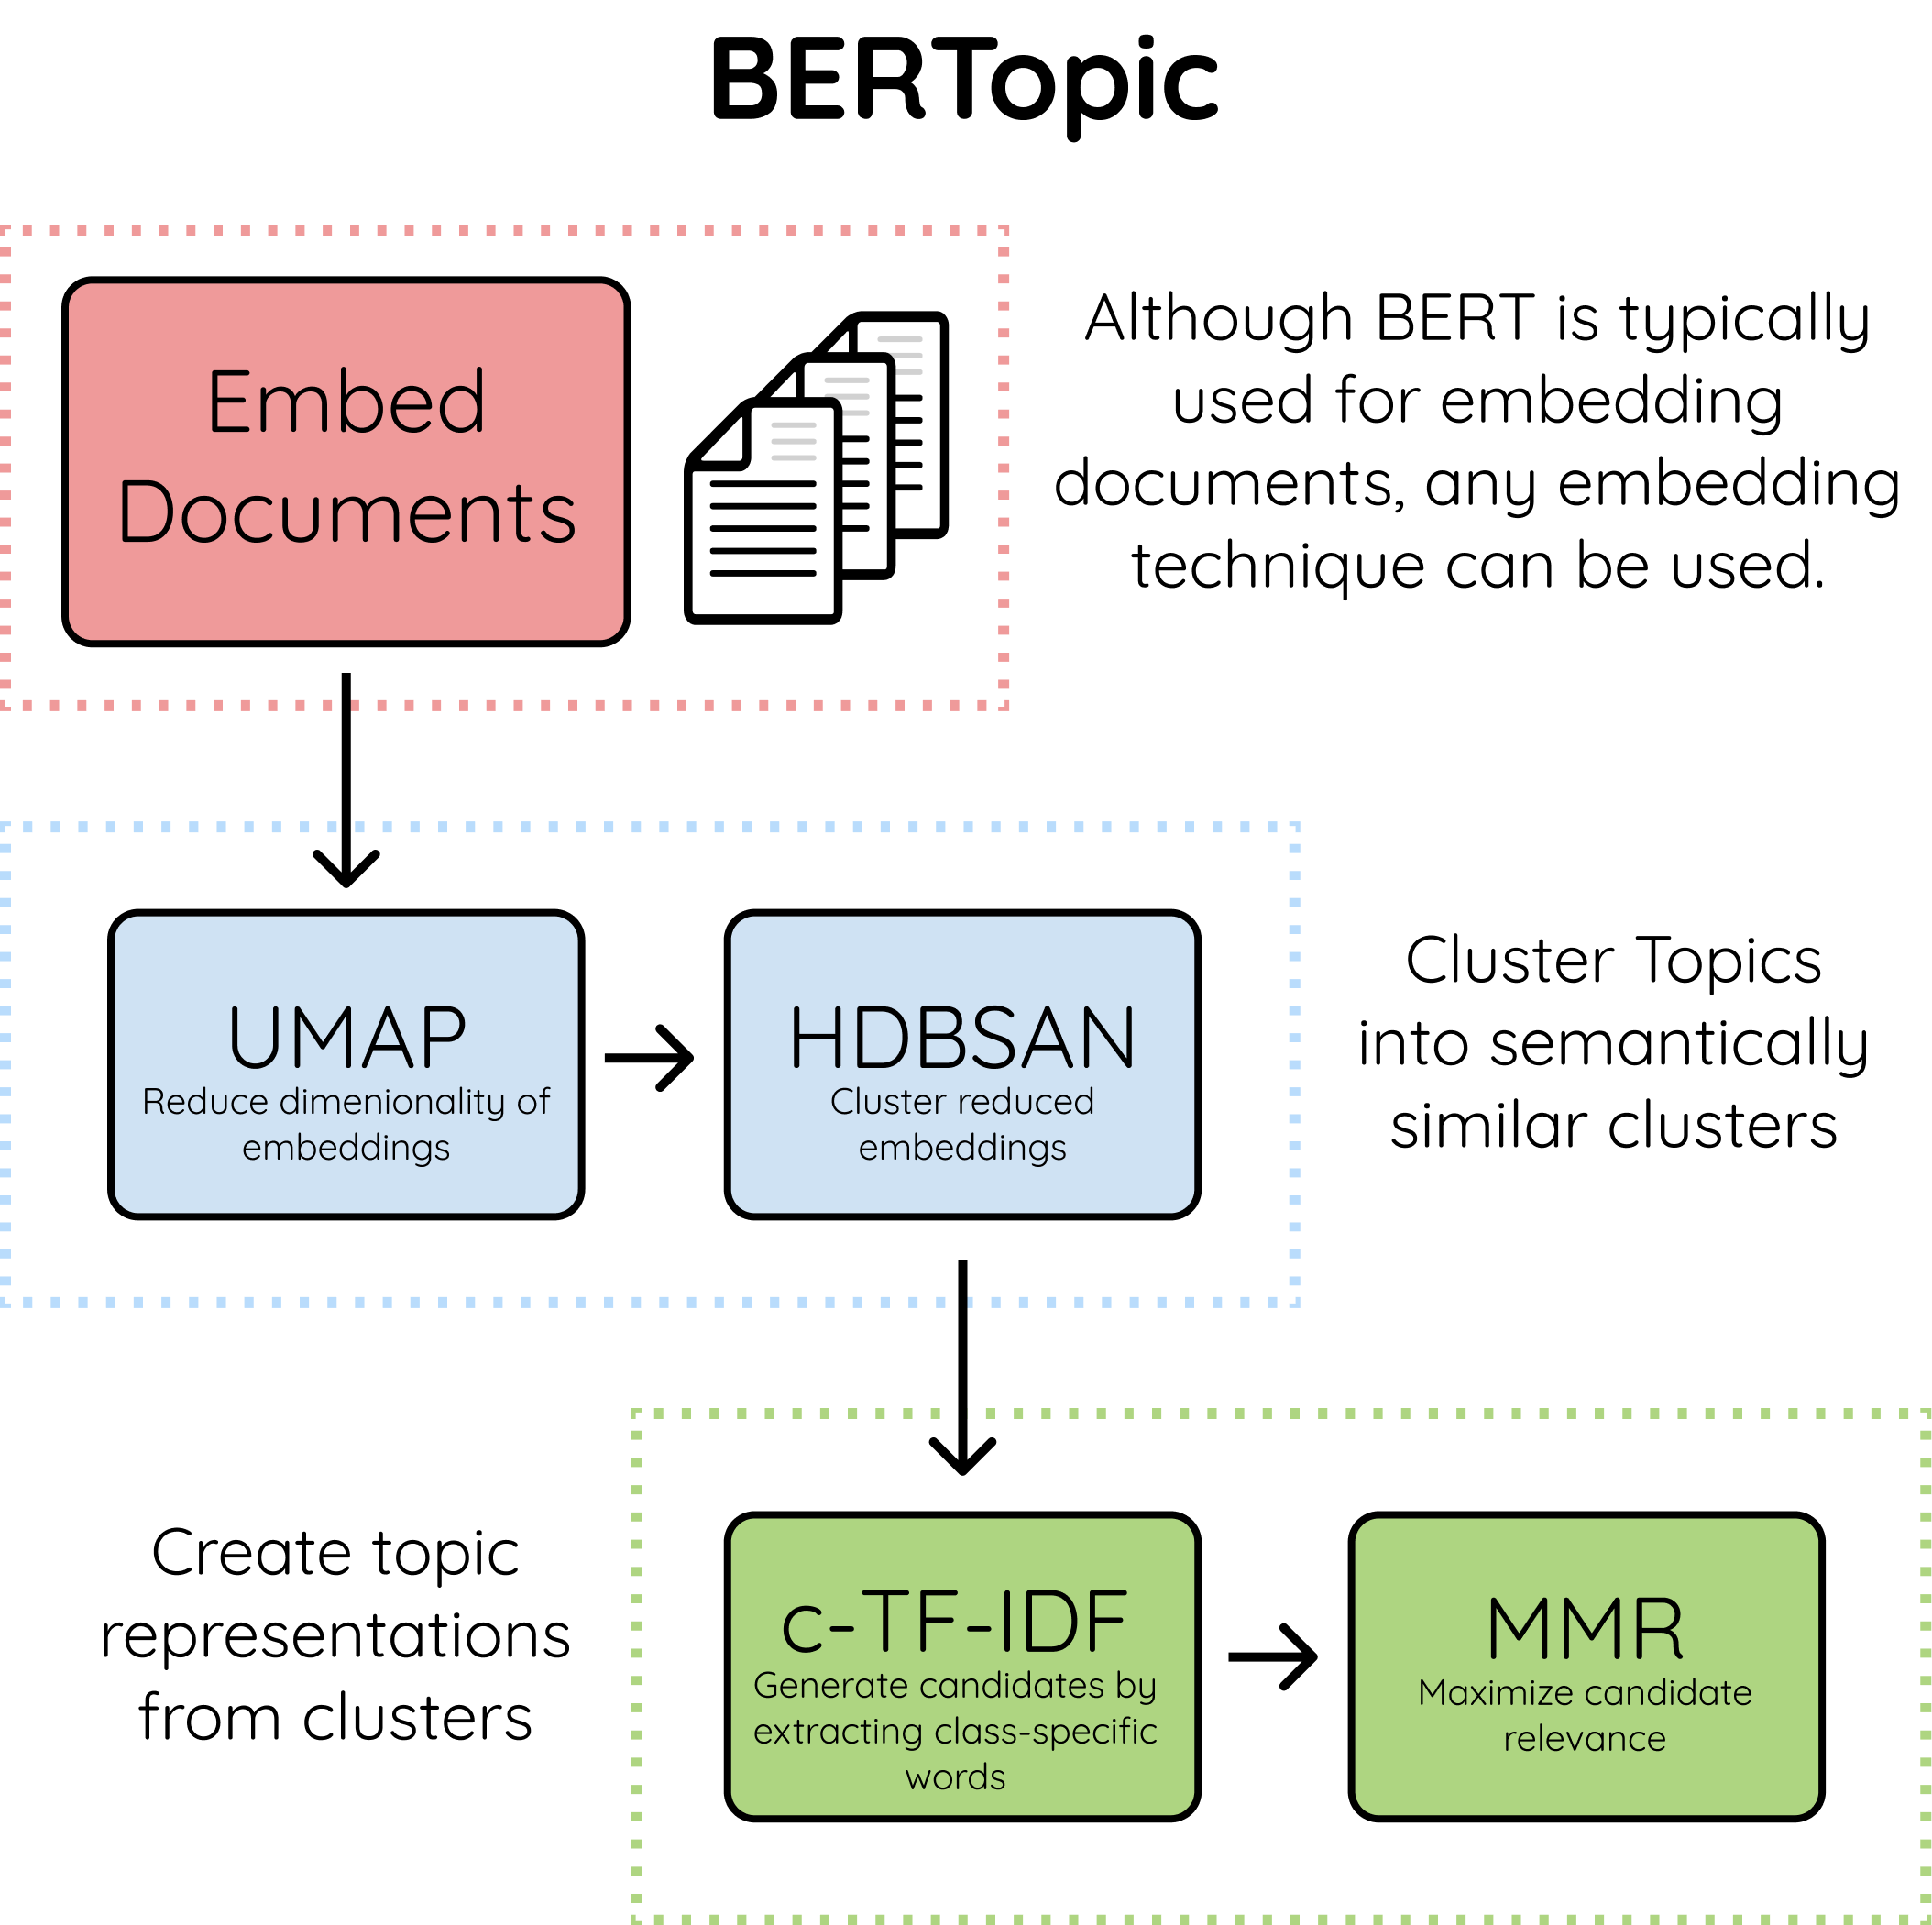 BERTopic
Embed
Documents
Although BERT is typically
used for embedding
documents, any embedding
technique can be used.
UMAP
Reduce dimenionality of
embeddings
HDBSAN
Cluster reduced
embeddings
Cluster Topics
into semantically
similar clusters
Create topic
representations
from clusters
c-TF-IDF
Generate candidates by
extracting class-specific
words
MMR
Maximize candidate
relevance